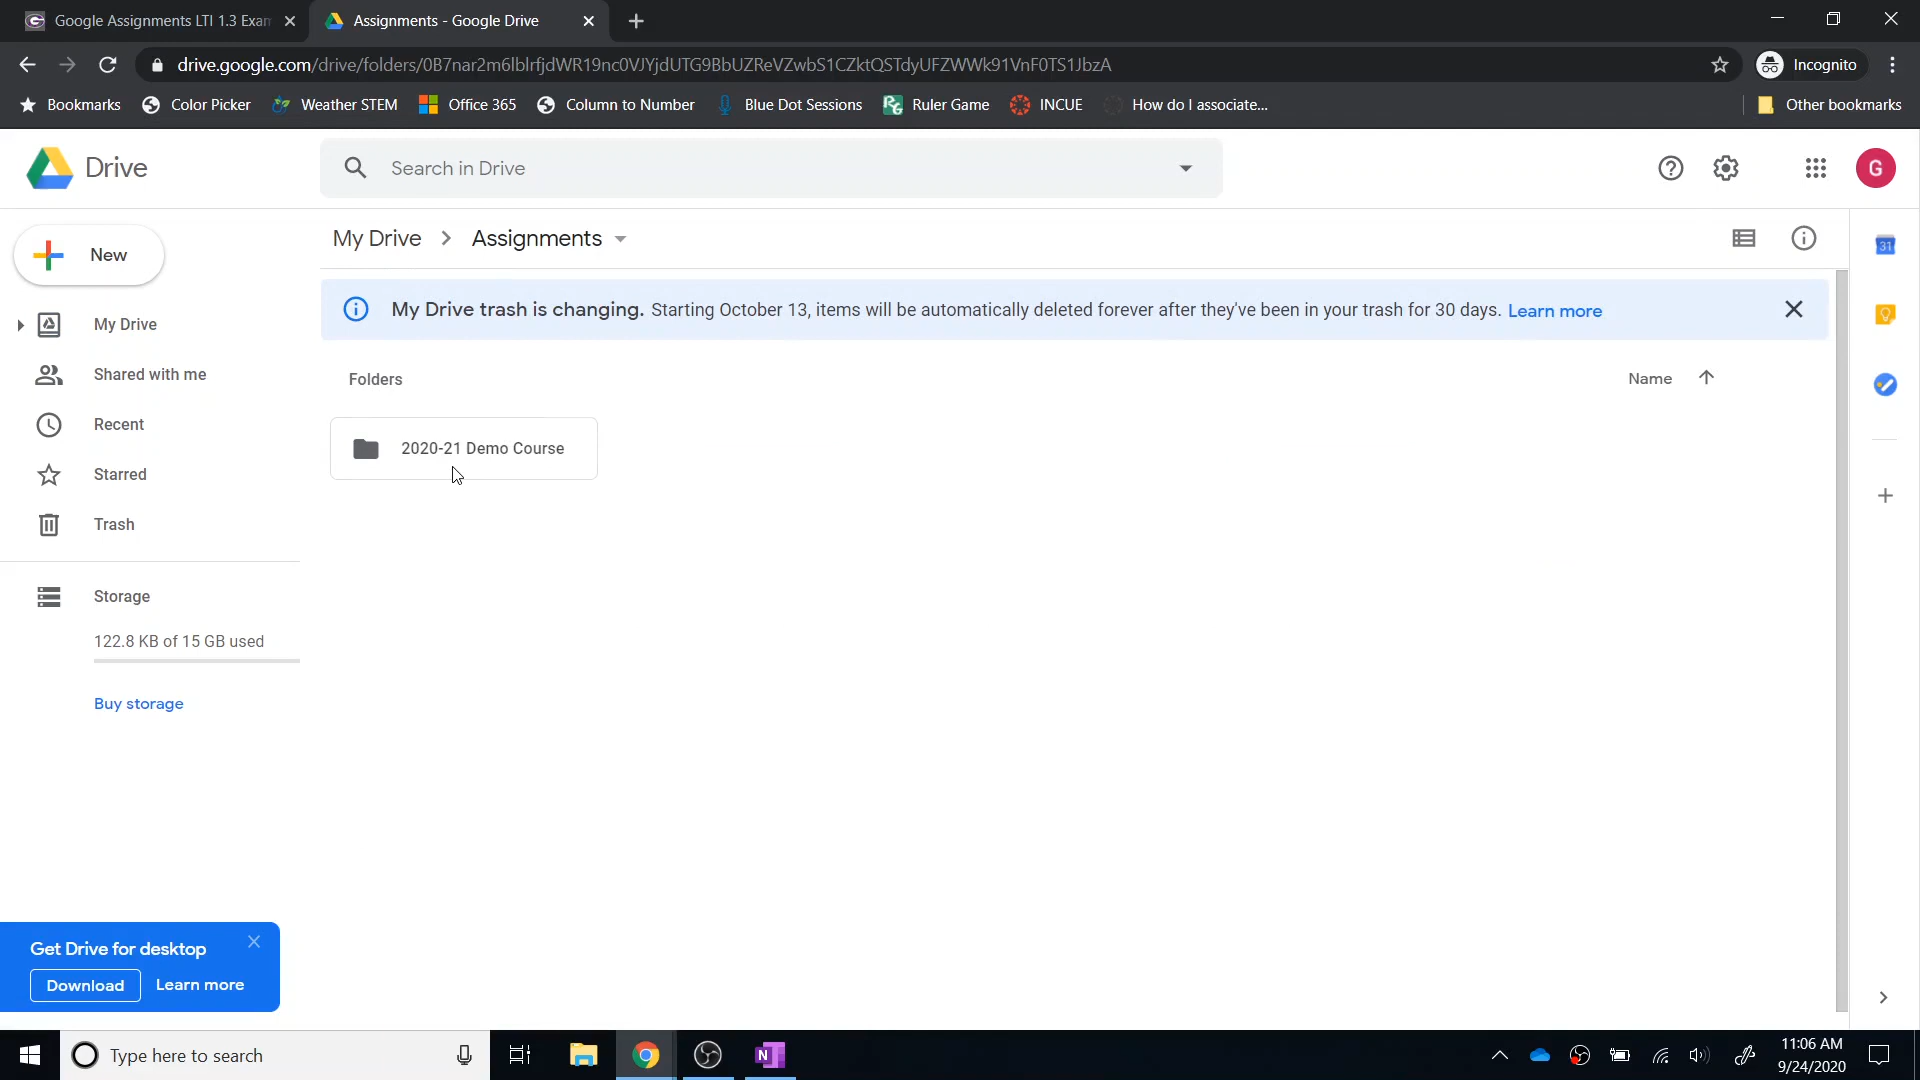 Google Assignments LTI 1.3 Exam
Assignments - Google Drive
drive.google.com/drive/folders/0B7nar2m6lblrfjdWR19nc0VJYjdUTG9BbUZReVZwbS1CZktQSTdyUFZWWk91VnF0TS1JbzA
Incognito
Bookmarks
Color Picker
Weather STEM
Office 365
Column to Number
Blue Dot Sessions
Ruler Game
INCUE
How do I associate...
Other bookmarks
Drive
Search in Drive
G
New
My Drive > Assignments
31
My Drive trash is changing. Starting October 13, items will be automatically deleted forever after they've been in your trash for 30 days. Learn more
My Drive
Shared with me
Recent
Starred
Trash
Storage
122.8 KB of 15 GB used
Buy storage
Folders
Name
2020-21 Demo Course
Get Drive for desktop
Download
Learn more
Type here to search
N
11:06 AM
9/24/2020